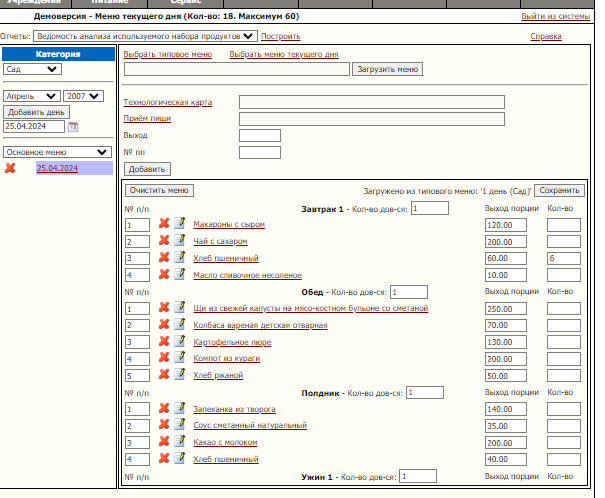 Учреждения Питание Сервис
Демоверсия - Меню текущего дня (Кол-во: 18. Максимум 60) Выйти из системы
Отчеты: Ведомость анализа используемого набора продуктов Построить Справка
Категория
Сад
Апрель 2007
Добавить день
25.04.2024
Основное меню
25.04.2024
Выбрать типовое меню Выбрать меню текущего дня
Загрузить меню
Технологическая карта
Приём пищи
Выход
№ пп
Добавить
Очистить меню Загружено из типового меню: '1 день (Сад)' Сохранить
№ п/п Завтрак 1 - Кол-во дов-ся: 1 Выход порции Кол-во
1 Макароны с сыром 120.00
2 Чай с сахаром 200.00
3 Хлеб пшеничный 60.00 6
4 Масло сливочное несоленое 10.00
№ п/п Обед - Кол-во дов-ся: 1 Выход порции Кол-во
1 Щи из свежей капусты на мясо-костном бульоне со сметаной 250.00
2 Колбаса вареная детская отварная 70.00
3 Картофельное пюре 130.00
4 Компот из кураги 200.00
5 Хлеб ржаной 50.00
№ п/п Полдник - Кол-во дов-ся: 1 Выход порции Кол-во
1 Запеканка из творога 140.00
2 Соус сметанный натуральный 35.00
3 Какао с молоком 200.00
4 Хлеб пшеничный 40.00
№ п/п Ужин 1 - Кол-во дов-ся: 1 Выход порции Кол-во